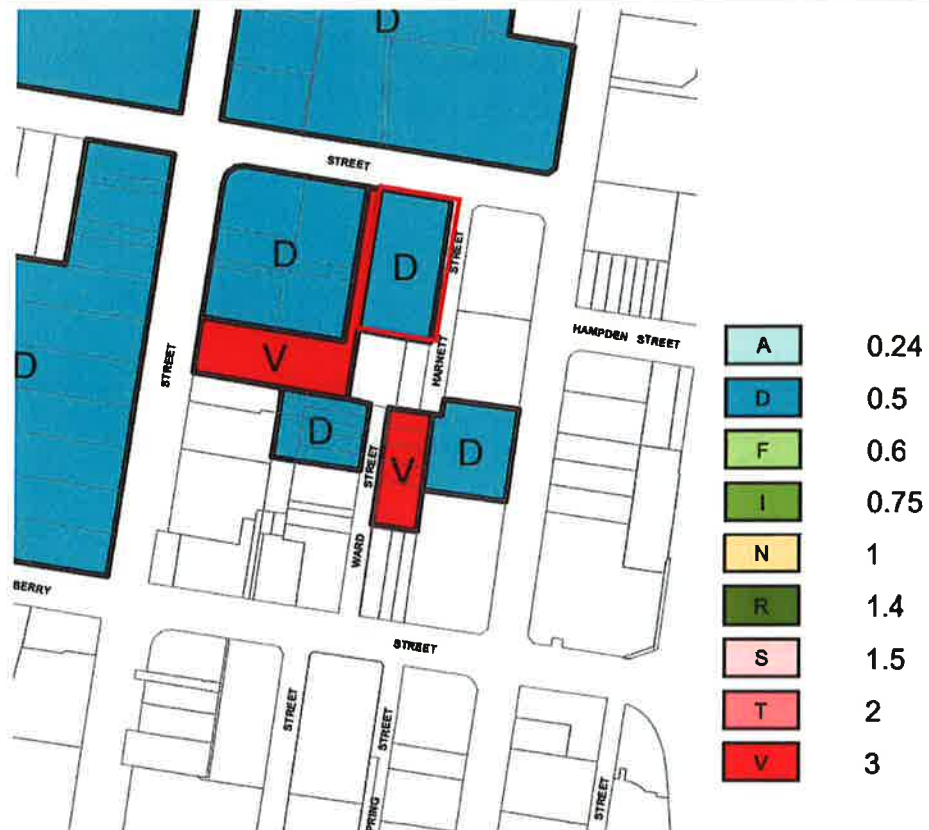 D
STREET
D
D
STREET
HAMPDEN STREET
D
STREET
V
HARNETT
D
STREET
V
D
WARD
BERRY
STREET
STREET
STREET
PRING
STREET
A 0.24
D 0.5
F 0.6
I 0.75
N 1
R 1.4
S 1.5
T 2
V 3